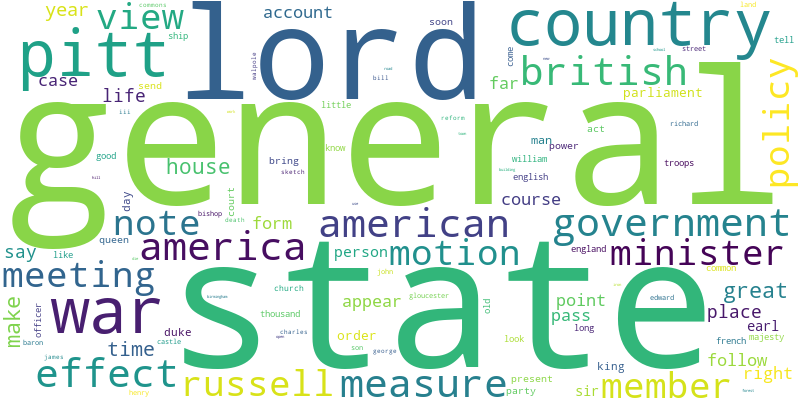 commons
land
year
view
lord
account
soon
country
ship
tell
pitt
come
street
walpole
british
case
send
bill
far
policy
life
general
little
parliament
iii
reform
know
act
richard
good
man
power
house
bring
william
troops
sketch
english
day
court
course
bishop
note
form
american
government
death
queen
say
like
america
person
motion
england
minister
state
meeting
church
john
common
war
make
officer
birmingham
appear
gloucester
old
point
edward
great
thousand
pass
place
duke
charles
order
long
earl
baron
time
castle
son
look
french
majesty
james
george
king
follow
effect
russell
measure
present
party
sir
member
right
henry